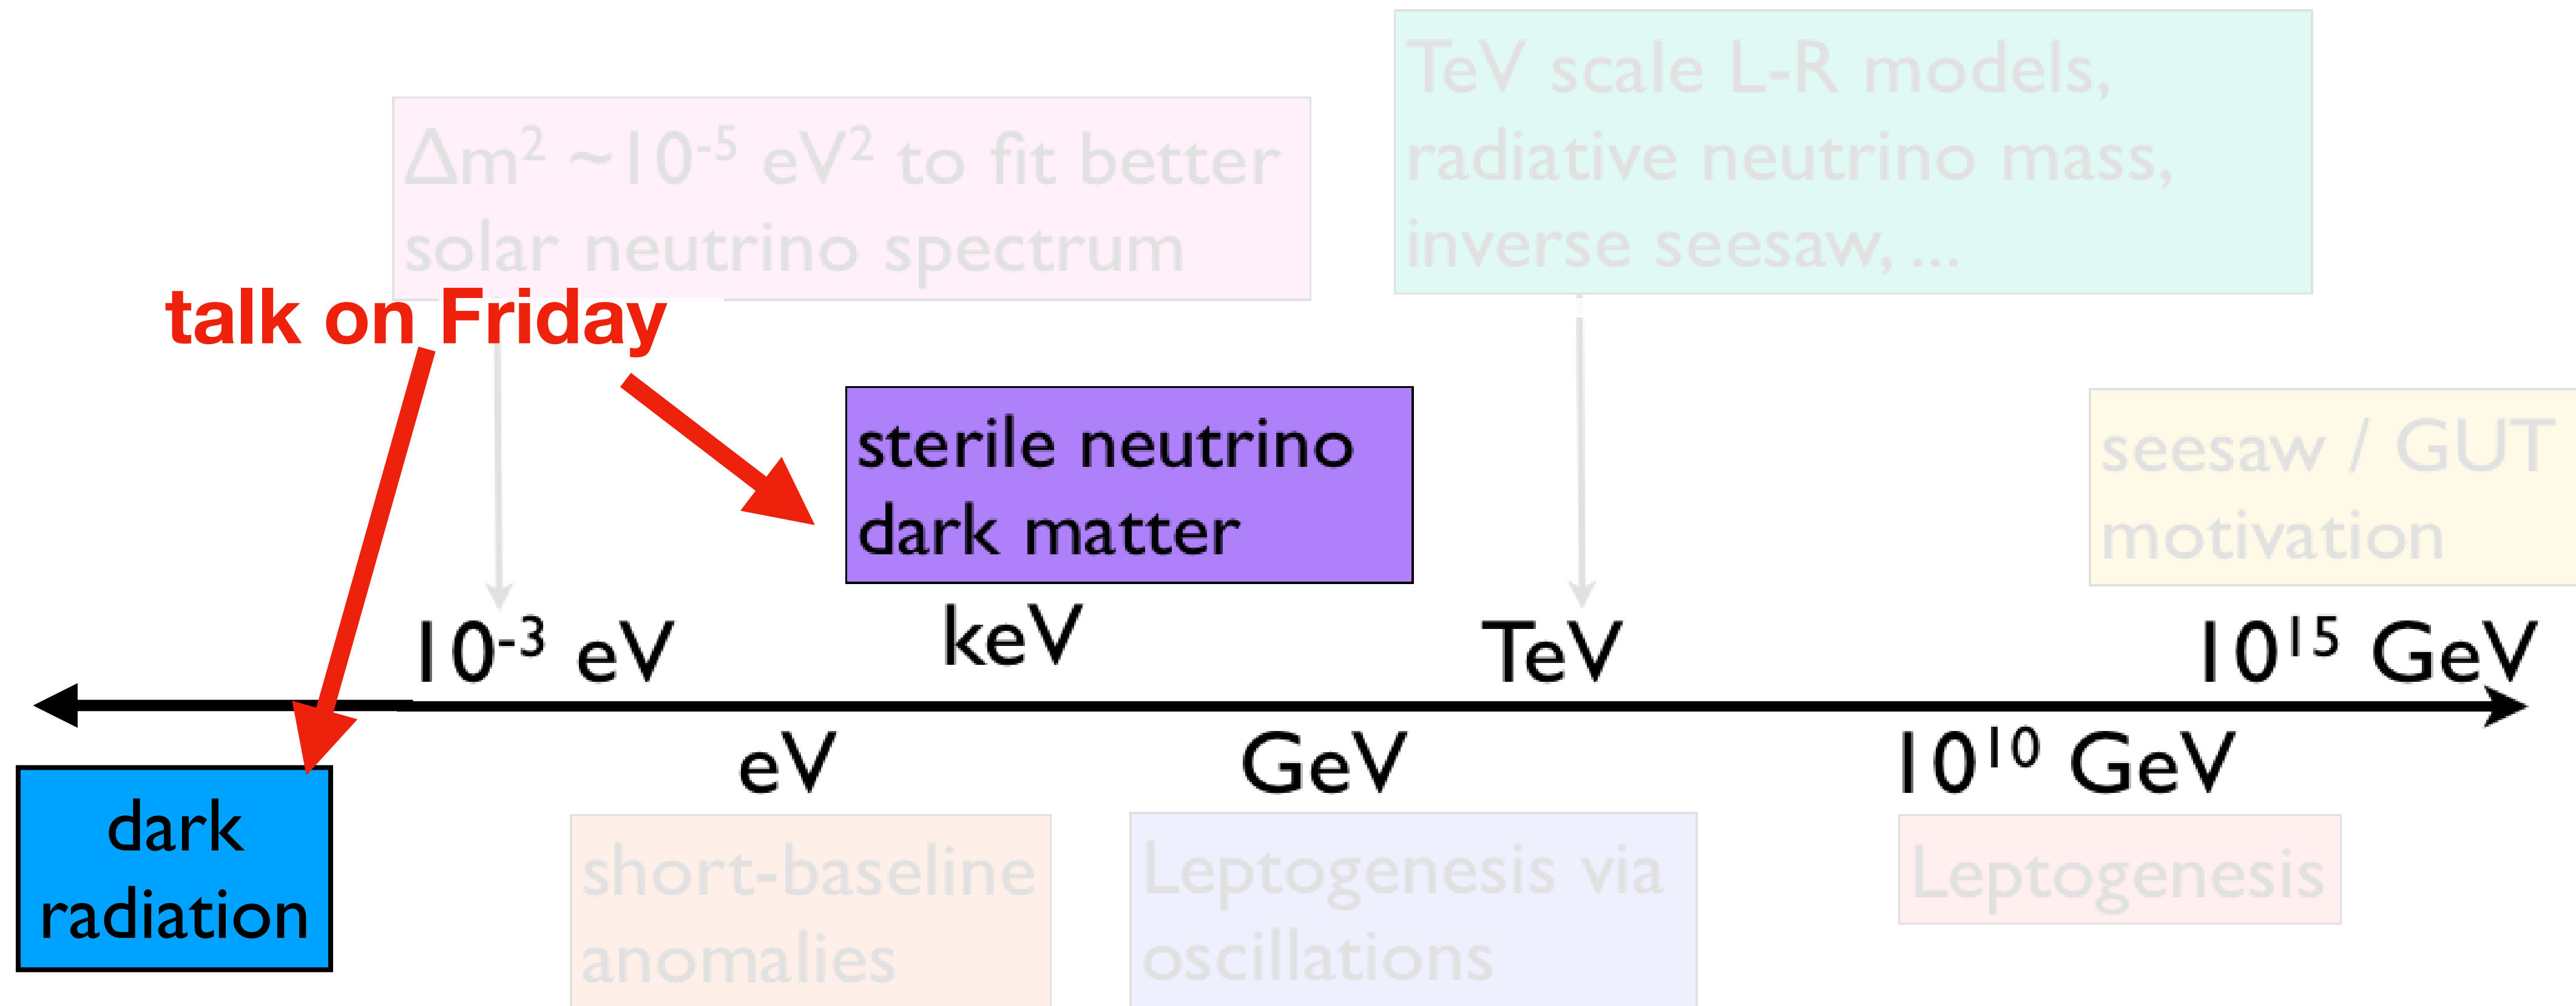 TeV scale L-R models,
radiative neutrino mass,
inverse seesaw, ...
Δm² ~10⁻⁵ eV² to fit better
solar neutrino spectrum
talk on Friday
sterile neutrino
dark matter
seesaw / GUT
motivation
10⁻³ eV
keV
TeV
10¹⁵ GeV
eV
GeV
10¹⁰ GeV
dark
radiation
short-baseline
anomalies
Leptogenesis via
oscillations
Leptogenesis